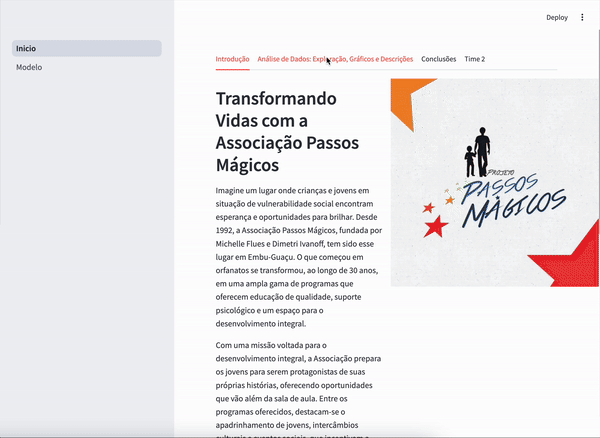 Deploy
Inicio
Modelo
Introdução
Análise de Dados: Exploração, Gráficos e Descrições
Conclusões
Time 2
Transformando
Vidas com a
Associação Passos
Mágicos
Imagine um lugar onde crianças e jovens em
situação de vulnerabilidade social encontram
esperança e oportunidades para brilhar. Desde
1992, a Associação Passos Mágicos, fundada por
Michelle Flues e Dimetri Ivanoff, tem sido esse
lugar em Embu-Guaçu. O que começou em
orfanatos se transformou, ao longo de 30 anos,
em uma ampla gama de programas que
oferecem educação de qualidade, suporte
psicológico e um espaço para o
desenvolvimento integral.
Com uma missão voltada para o
desenvolvimento integral, a Associação prepara
os jovens para serem protagonistas de suas
próprias histórias, oferecendo oportunidades
que vão além da sala de aula. Entre os
programas oferecidos, destacam-se o
apadrinhamento de jovens, intercâmbios
culturais e eventos sociais, que incentivam o
PROJETO
PASSOS
MÁGICOS